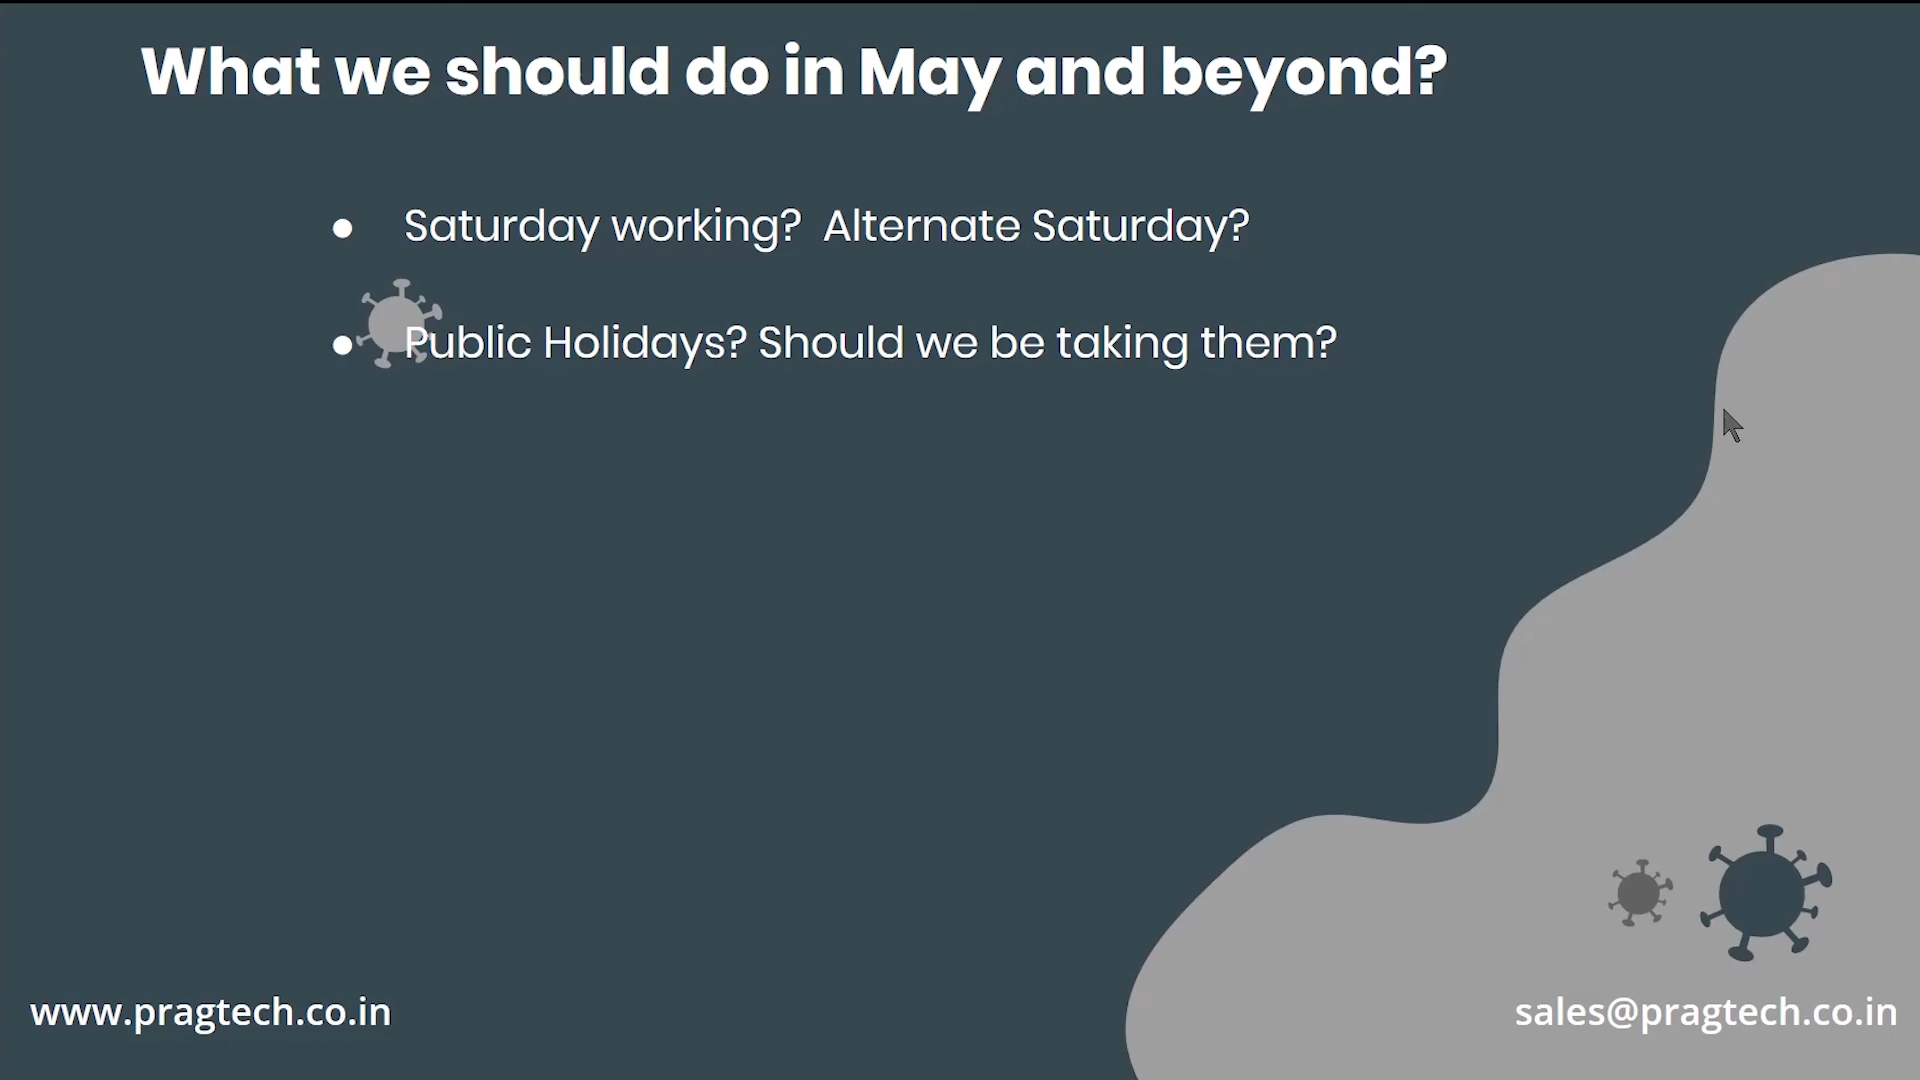 What we should do in May and beyond?
● Saturday working? Alternate Saturday?
● Public Holidays? Should we be taking them?
www.pragtech.co.in
sales@pragtech.co.in